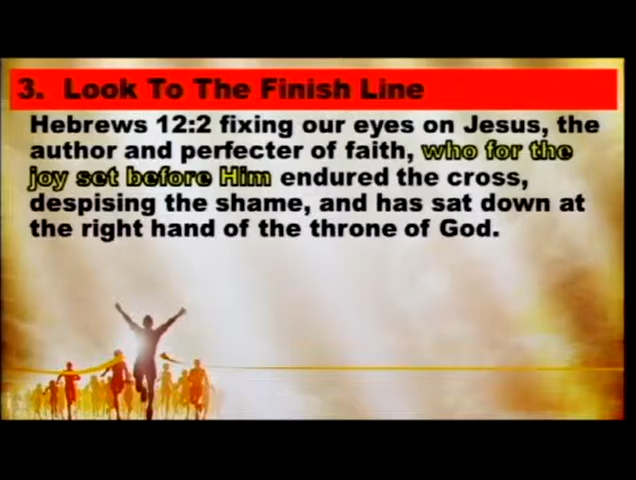 3. Look To The Finish Line
Hebrews 12:2 fixing our eyes on Jesus, the
author and perfecter of faith, who for the
joy set before Him endured the cross,
despising the shame, and has sat down at
the right hand of the throne of God.